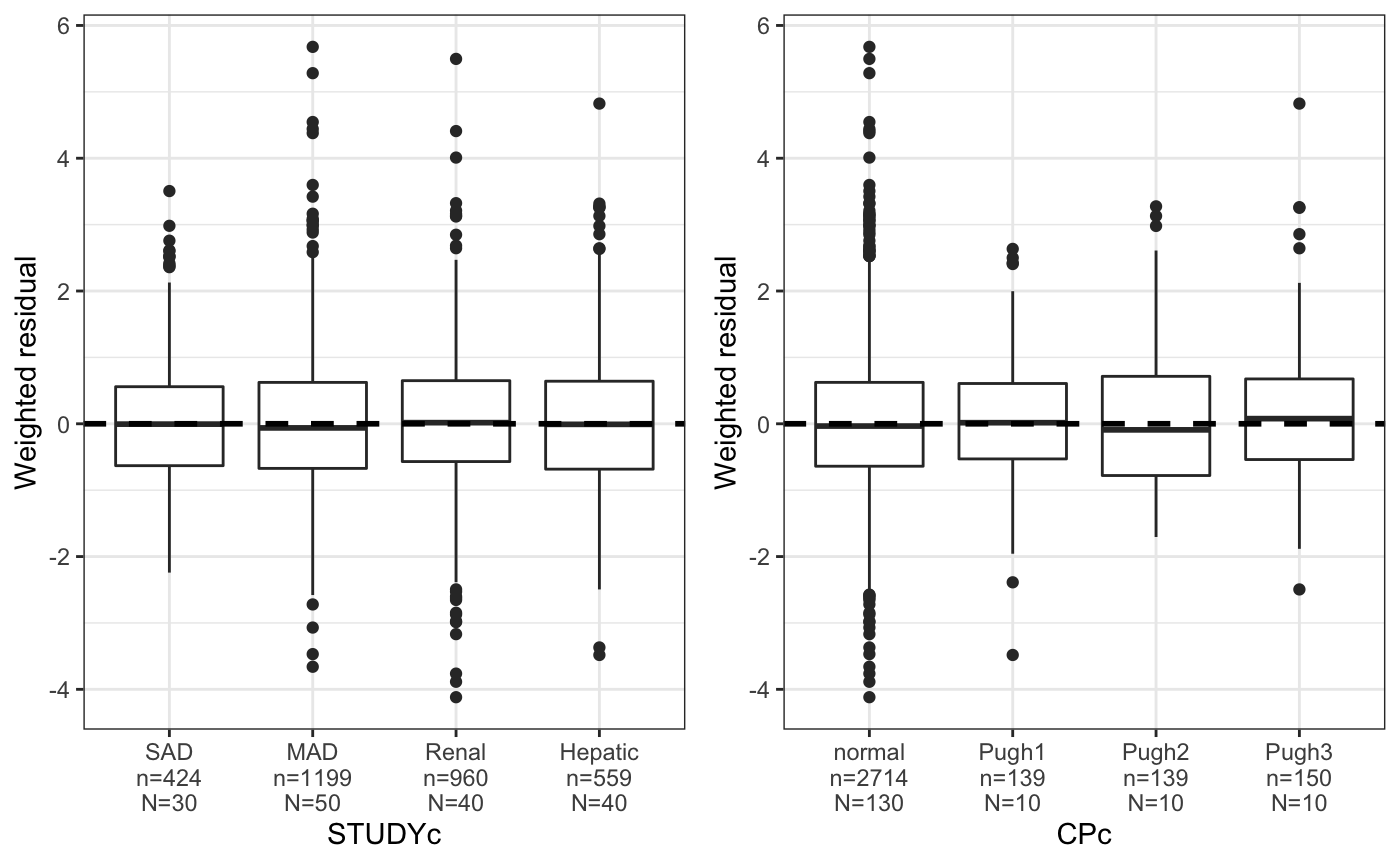 Weighted residual
6
4
2
0
-2
-4
SAD MAD Renal Hepatic
n=424 n=1199 n=960 n=559
N=30 N=50 N=40 N=40
STUDYc
Weighted residual
6
4
2
0
-2
-4
normal Pugh1 Pugh2 Pugh3
n=2714 n=139 n=139 n=150
N=130 N=10 N=10 N=10
CPc